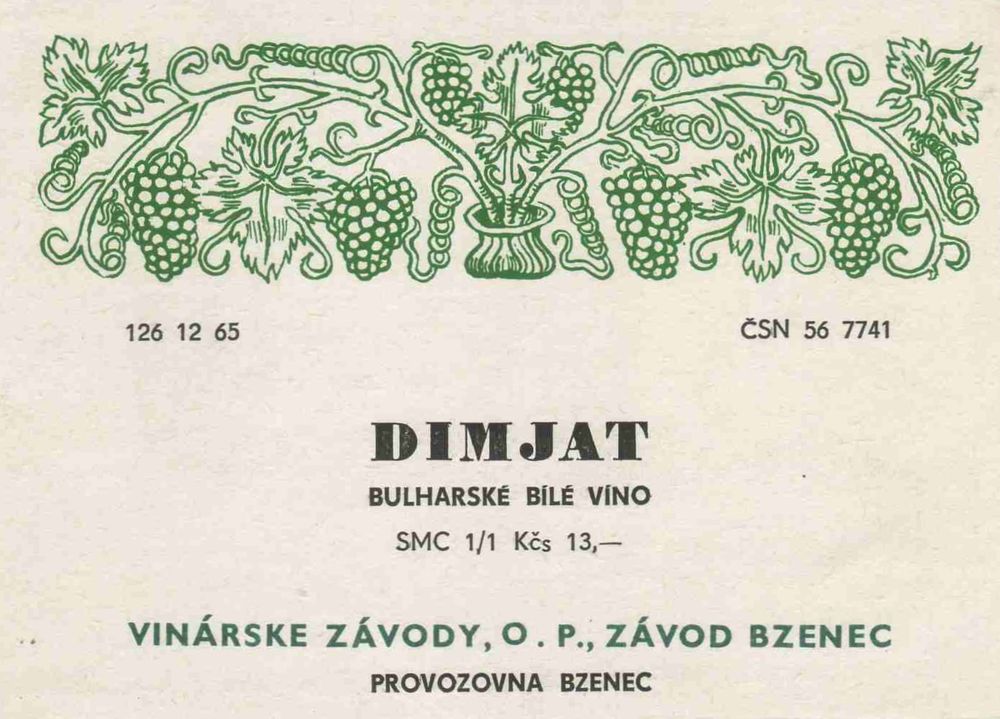 126 12 65
ČSN 56 7741
DIMJAT
BULHARSKÉ BÍLÉ VÍNO
SMC 1/1 Kčs 13,—
VINÁRSKE ZÁVODY, O. P., ZÁVOD BZENEC
PROVOZOVNA BZENEC